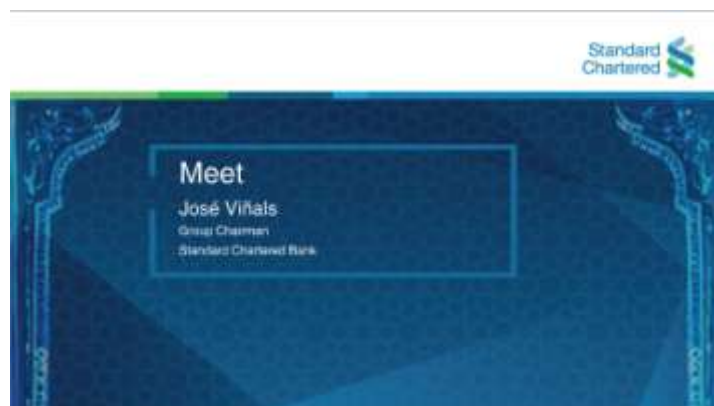 Standard
Chartered
Meet
José Viñals
Group Chairman
Standard Chartered Bank